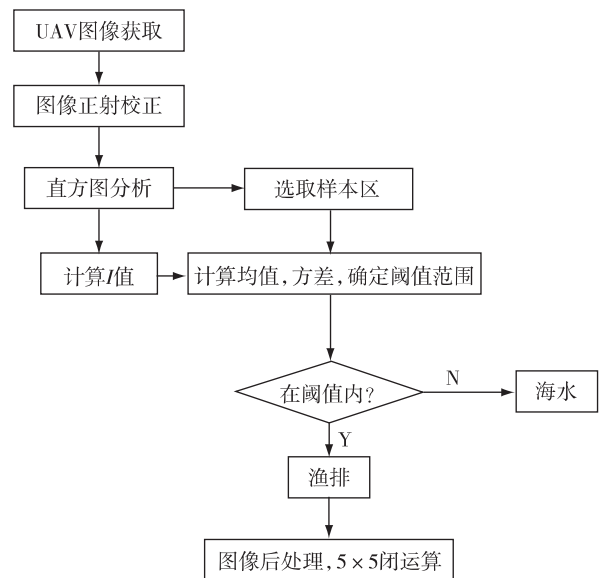 UAV图像获取
图像正射校正
直方图分析
选取样本区
计算I值
计算均值,方差,确定阈值范围
在阈值内?
N
海水
Y
渔排
图像后处理,5×5闭运算